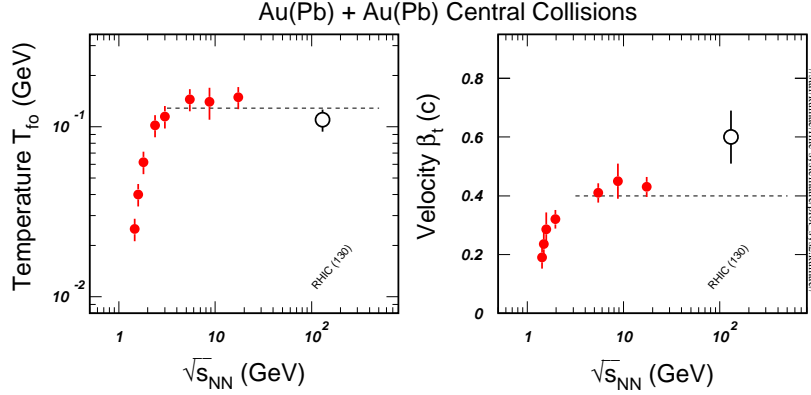 Au(Pb) + Au(Pb) Central Collisions
Temperature T_fo (GeV)
10^-1
10^-2
RHIC (130)
1
10
10^2
√s_NN (GeV)
Velocity β_t (c)
0.8
0.6
0.4
0.2
0
RHIC (130)
1
10
10^2
√s_NN (GeV)